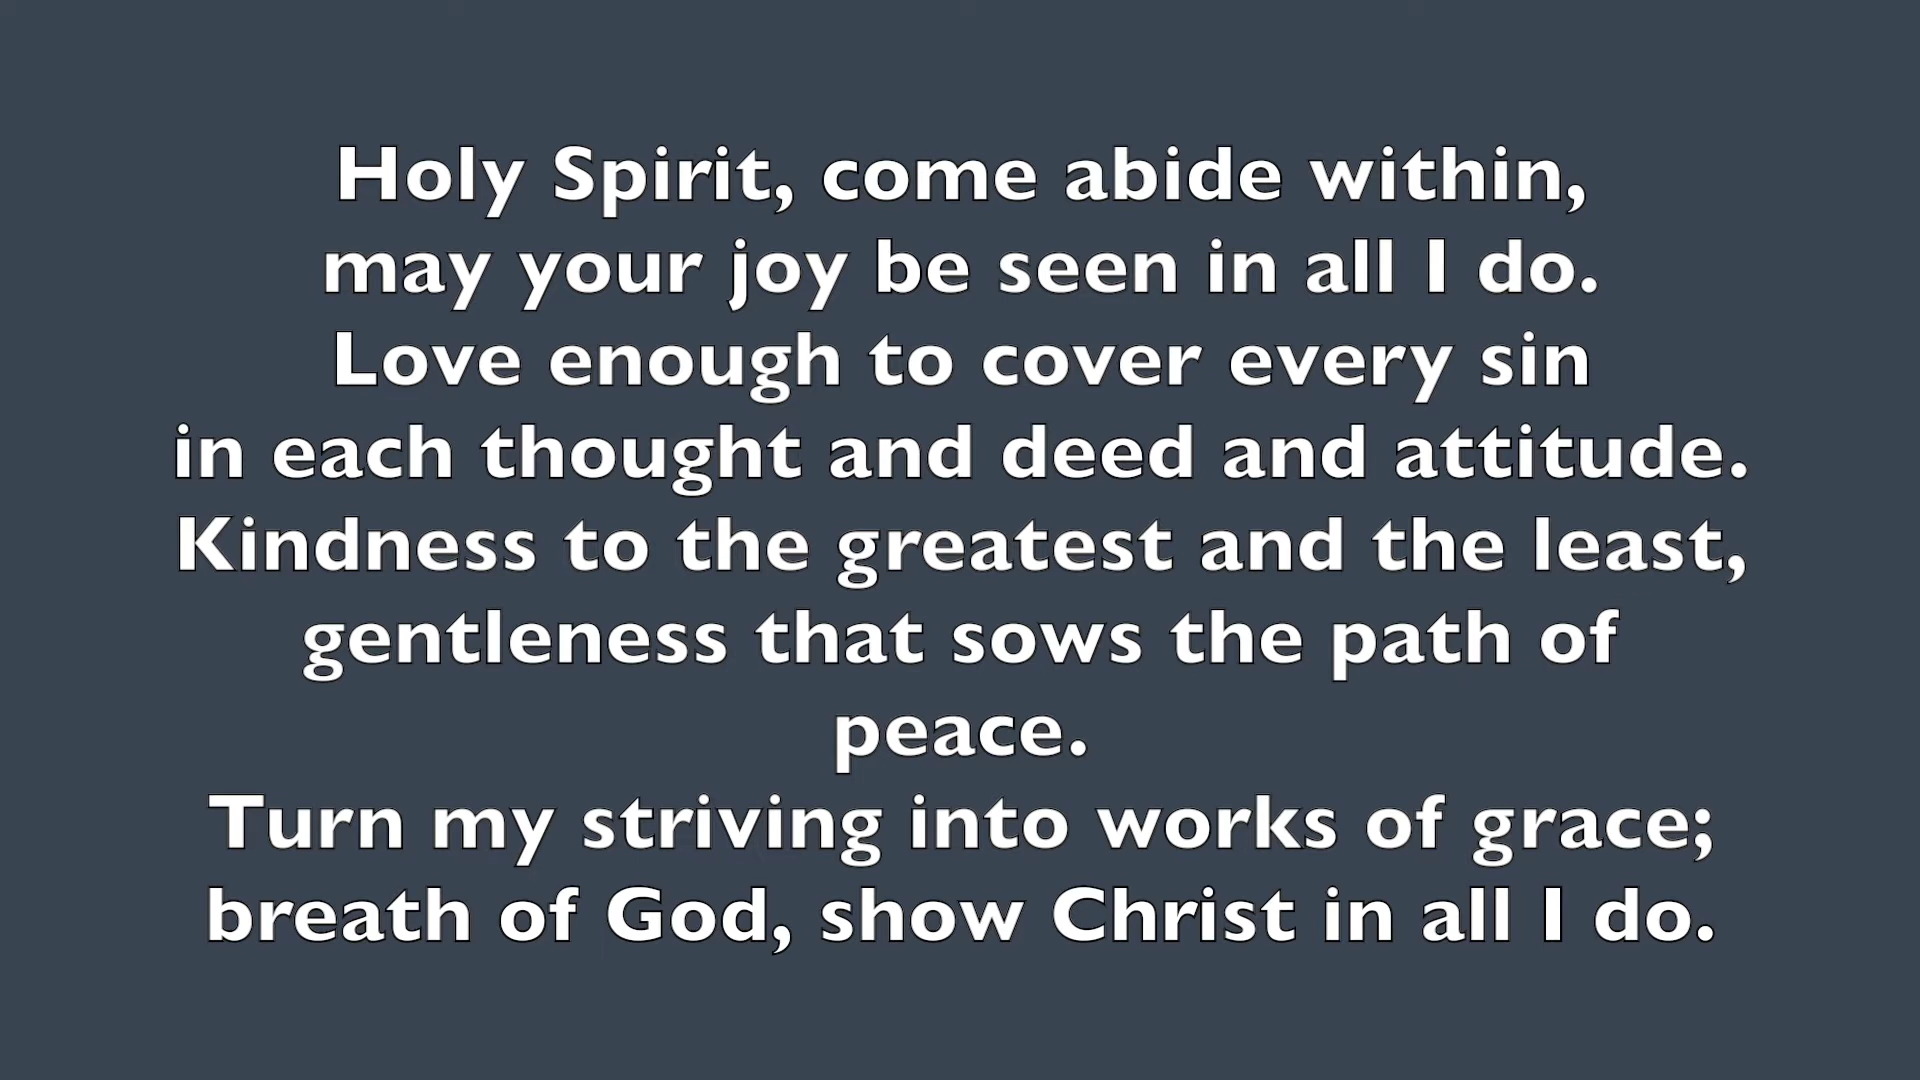 Holy Spirit, come abide within,
may your joy be seen in all I do.
Love enough to cover every sin
in each thought and deed and attitude.
Kindness to the greatest and the least,
gentleness that sows the path of
peace.
Turn my striving into works of grace;
breath of God, show Christ in all I do.